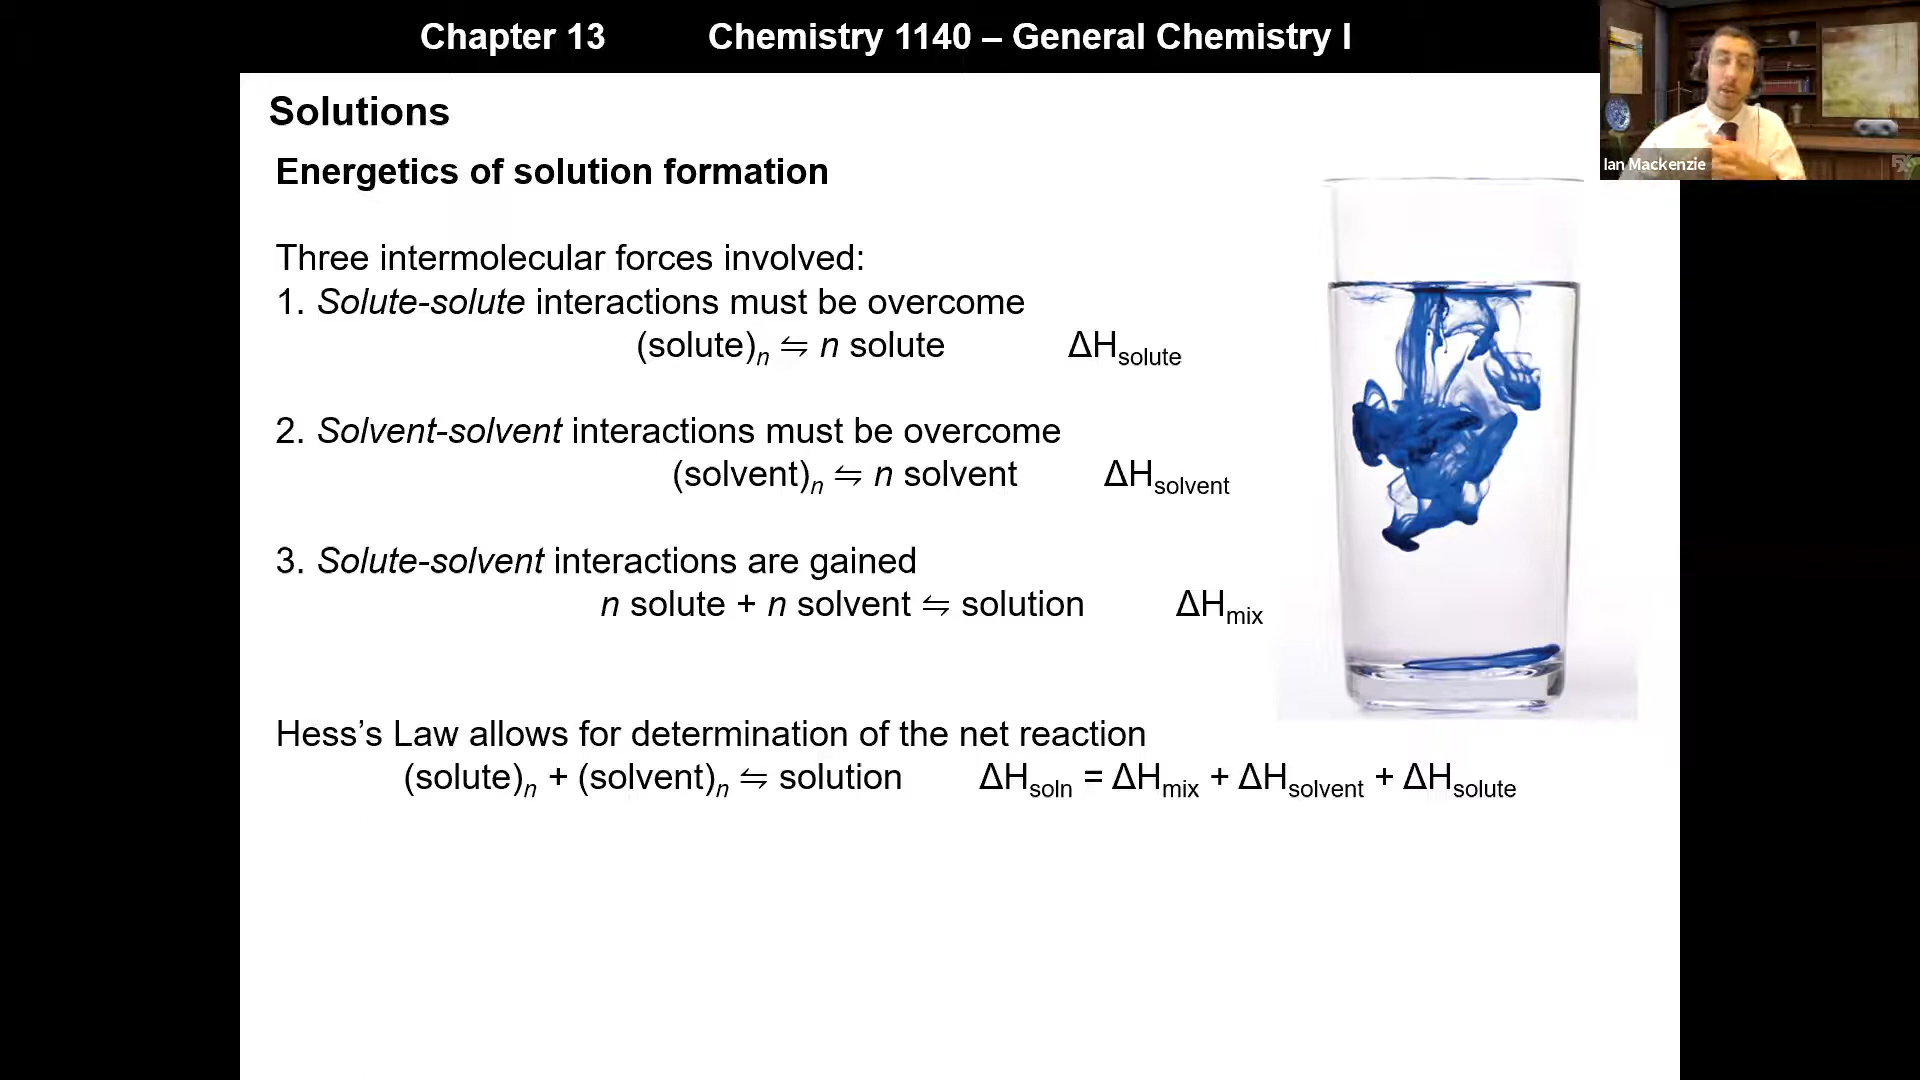 Chapter 13 Chemistry 1140 – General Chemistry I
Ian Mackenzie
Solutions
Energetics of solution formation
Three intermolecular forces involved:
1. Solute-solute interactions must be overcome
(solute)n ⇋ n solute ΔHsolute
2. Solvent-solvent interactions must be overcome
(solvent)n ⇋ n solvent ΔHsolvent
3. Solute-solvent interactions are gained
n solute + n solvent ⇋ solution ΔHmix
Hess’s Law allows for determination of the net reaction
(solute)n + (solvent)n ⇋ solution ΔHsoln = ΔHmix + ΔHsolvent + ΔHsolute